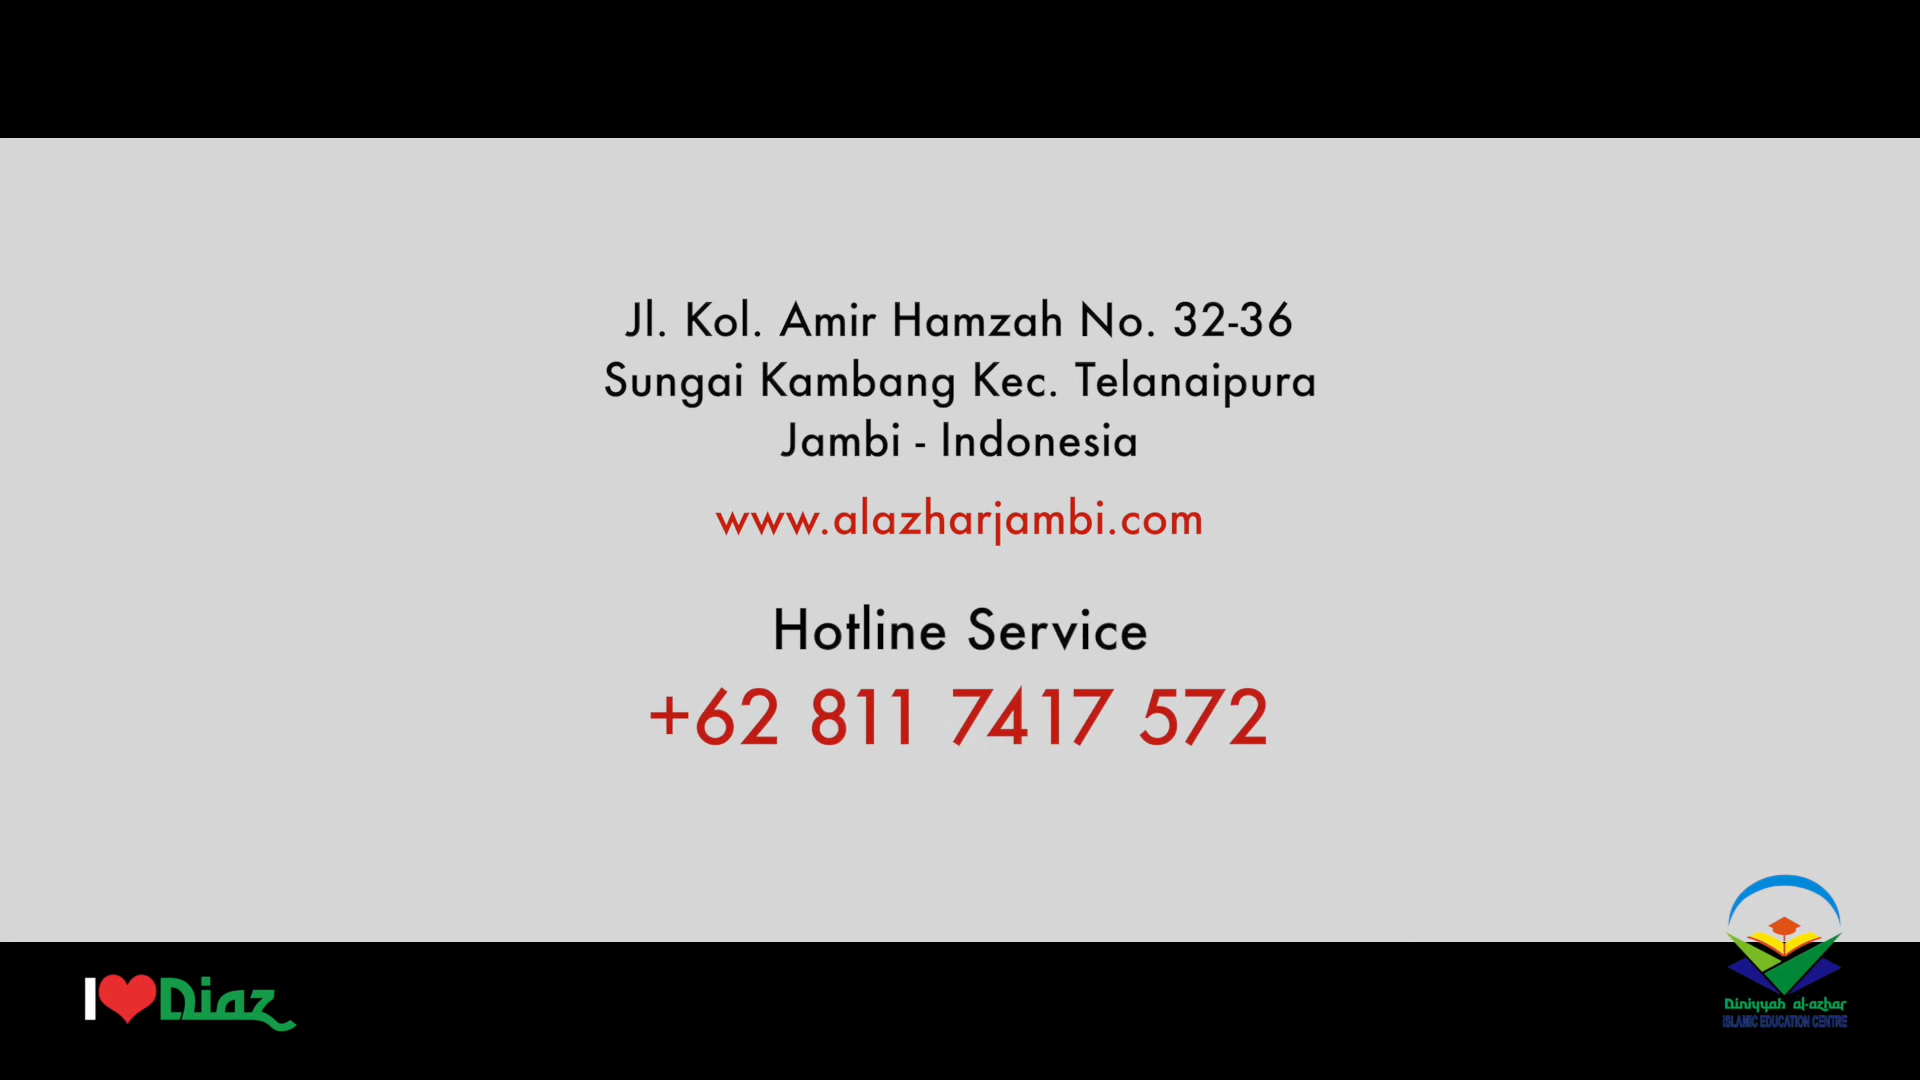 Jl. Kol. Amir Hamzah No. 32-36
Sungai Kambang Kec. Telanaipura
Jambi - Indonesia
www.alazharjambi.com
Hotline Service
+62 811 7417 572
I❤Diaz
Diniyyah al-azhar
ISLAMIC EDUCATION CENTRE